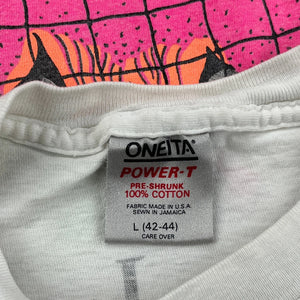 ONEITA®
POWER-T
PRE-SHRUNK
100% COTTON
FABRIC MADE IN U.S.A.
SEWN IN JAMAICA
L (42-44)
CARE OVER